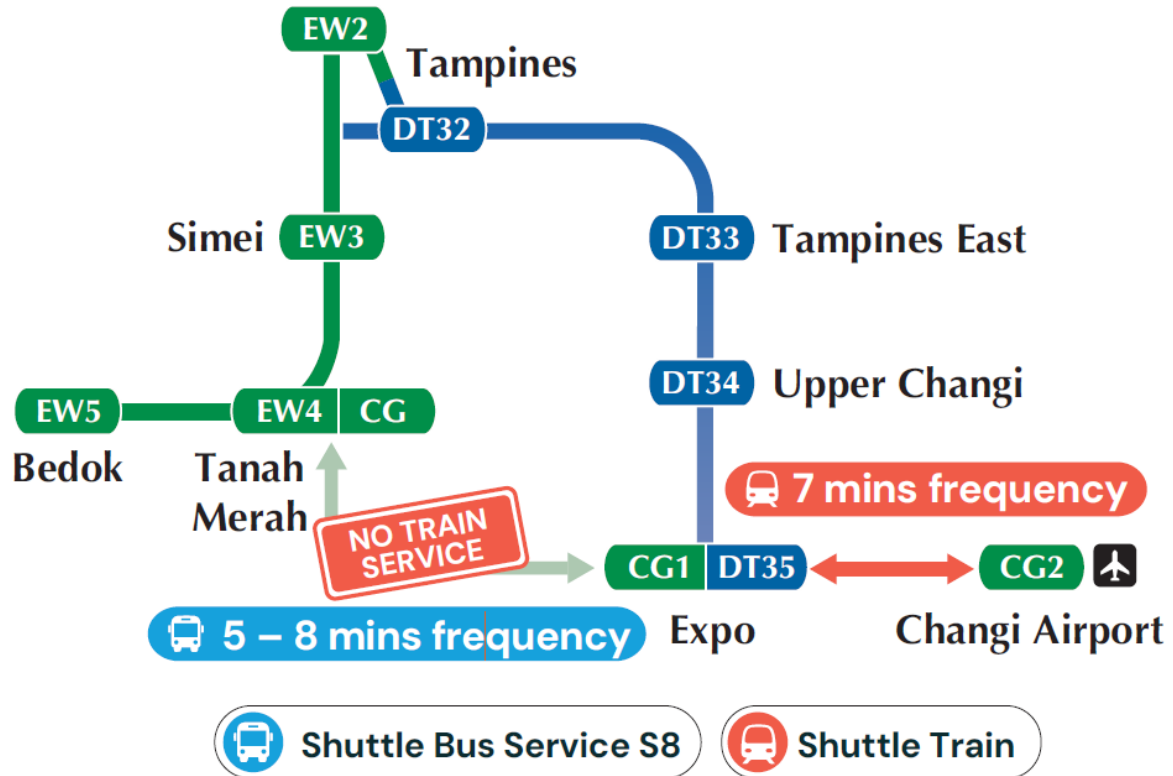 EW2
Tampines
DT32
Simei
EW3
DT33
Tampines East
DT34
Upper Changi
EW5
EW4
CG
Bedok
Tanah
Merah
NO TRAIN
SERVICE
7 mins frequency
CG1
DT35
CG2
5 – 8 mins frequency
Expo
Changi Airport
Shuttle Bus Service S8
Shuttle Train